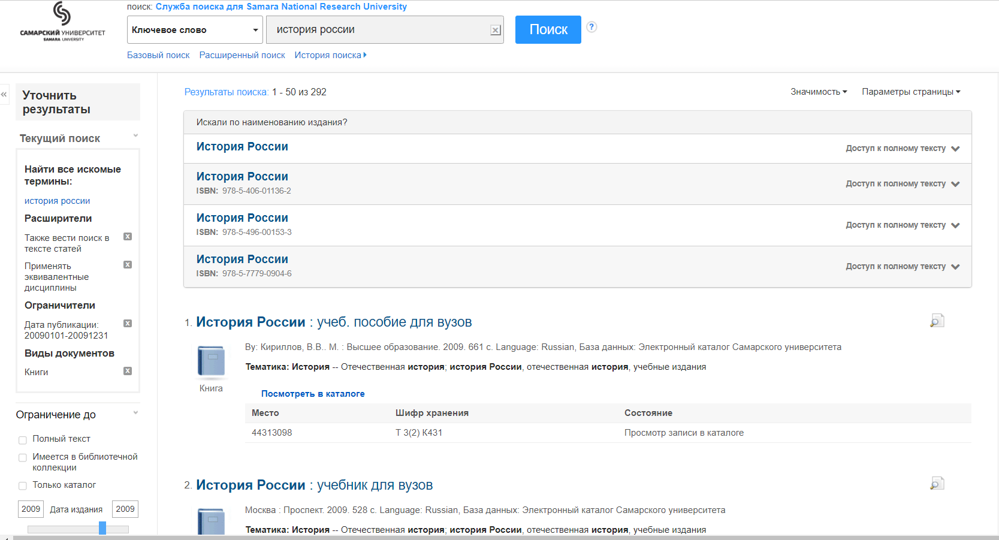 поиск: Служба поиска для Samara National Research University
САМАРСКИЙ УНИВЕРСИТЕТ
SAMARA UNIVERSITY
Ключевое слово
история россии
Поиск
?
Базовый поиск Расширенный поиск История поиска
Уточнить
результаты
Текущий поиск
Найти все искомые
термины:
история россии
Расширители
Также вести поиск в
тексте статей
Применять
эквивалентные
дисциплины
Ограничители
Дата публикации:
20090101-20091231
Виды документов
Книги
Ограничение до
Полный текст
Имеется в библиотечной
коллекции
Только каталог
2009 Дата издания 2009
Результаты поиска: 1 - 50 из 292
Значимость Параметры страницы
Искали по наименованию издания?
История России
Доступ к полному тексту
История России
ISBN: 978-5-406-01136-2
Доступ к полному тексту
История России
ISBN: 978-5-496-00153-3
Доступ к полному тексту
История России
ISBN: 978-5-7779-0904-6
Доступ к полному тексту
1. История России : учеб. пособие для вузов
By: Кириллов, В.В.. М. : Высшее образование. 2009. 661 с. Language: Russian, База данных: Электронный каталог Самарского университета
Тематика: История -- Отечественная история; история России, отечественная история, учебные издания
Книга
Посмотреть в каталоге
Место Шифр хранения Состояние
44313098 Т 3(2) К431 Просмотр записи в каталоге
2. История России : учебник для вузов
Москва : Проспект. 2009. 528 с. Language: Russian, База данных: Электронный каталог Самарского университета
Тематика: История -- Отечественная история; история России, отечественная история, учебные издания